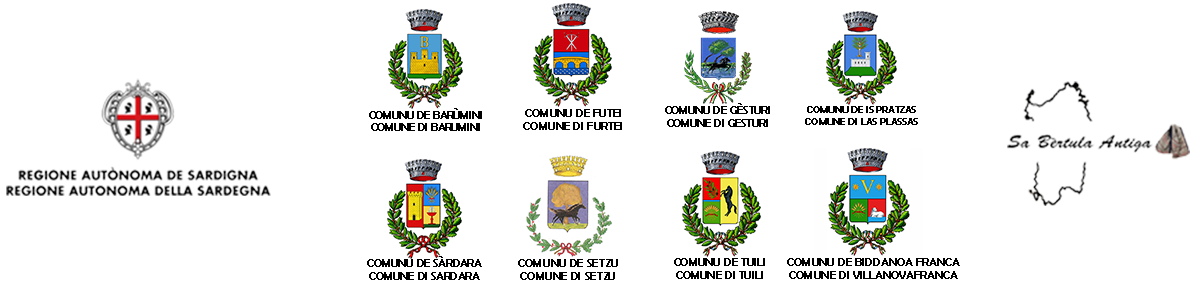 REGIONE AUTÒNOMA DE SARDIGNA
REGIONE AUTONOMA DELLA SARDEGNA
B
COMUNU DE BARÙMINI
COMUNE DI BARUMINI
COMUNU DE FUTEI
COMUNE DI FURTEI
COMUNU DE GÈSTURI
COMUNE DI GESTURI
COMUNU DE IS PRATZAS
COMUNE DI LAS PLASSAS
COMUNU DE SÀRDARA
COMUNE DI SARDARA
COMUNU DE SETZU
COMUNE DI SETZU
COMUNU DE TUILI
COMUNE DI TUILI
V
COMUNU DE BIDDANOA FRANCA
COMUNE DI VILLANOVAFRANCA
Sa Bèrtula Antiga